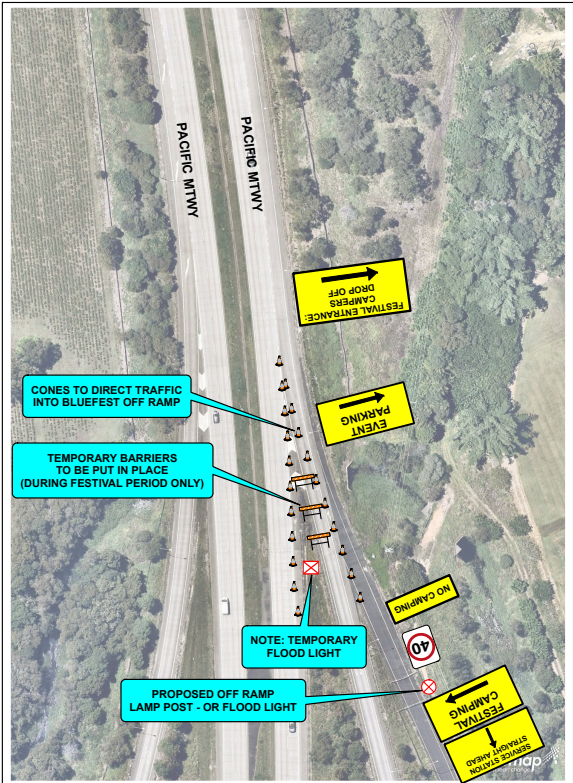 PACIFIC MTWY
PACIFIC MTWY
FESTIVAL ENTRANCE:
CAMPERS
DROP OFF
CONES TO DIRECT TRAFFIC
INTO BLUEFEST OFF RAMP
EVENT
PARKING
TEMPORARY BARRIERS
TO BE PUT IN PLACE
(DURING FESTIVAL PERIOD ONLY)
NO CAMPING
40
NOTE: TEMPORARY
FLOOD LIGHT
PROPOSED OFF RAMP
LAMP POST - OR FLOOD LIGHT
FESTIVAL
CAMPING
SERVICE STATION
STRAIGHT AHEAD